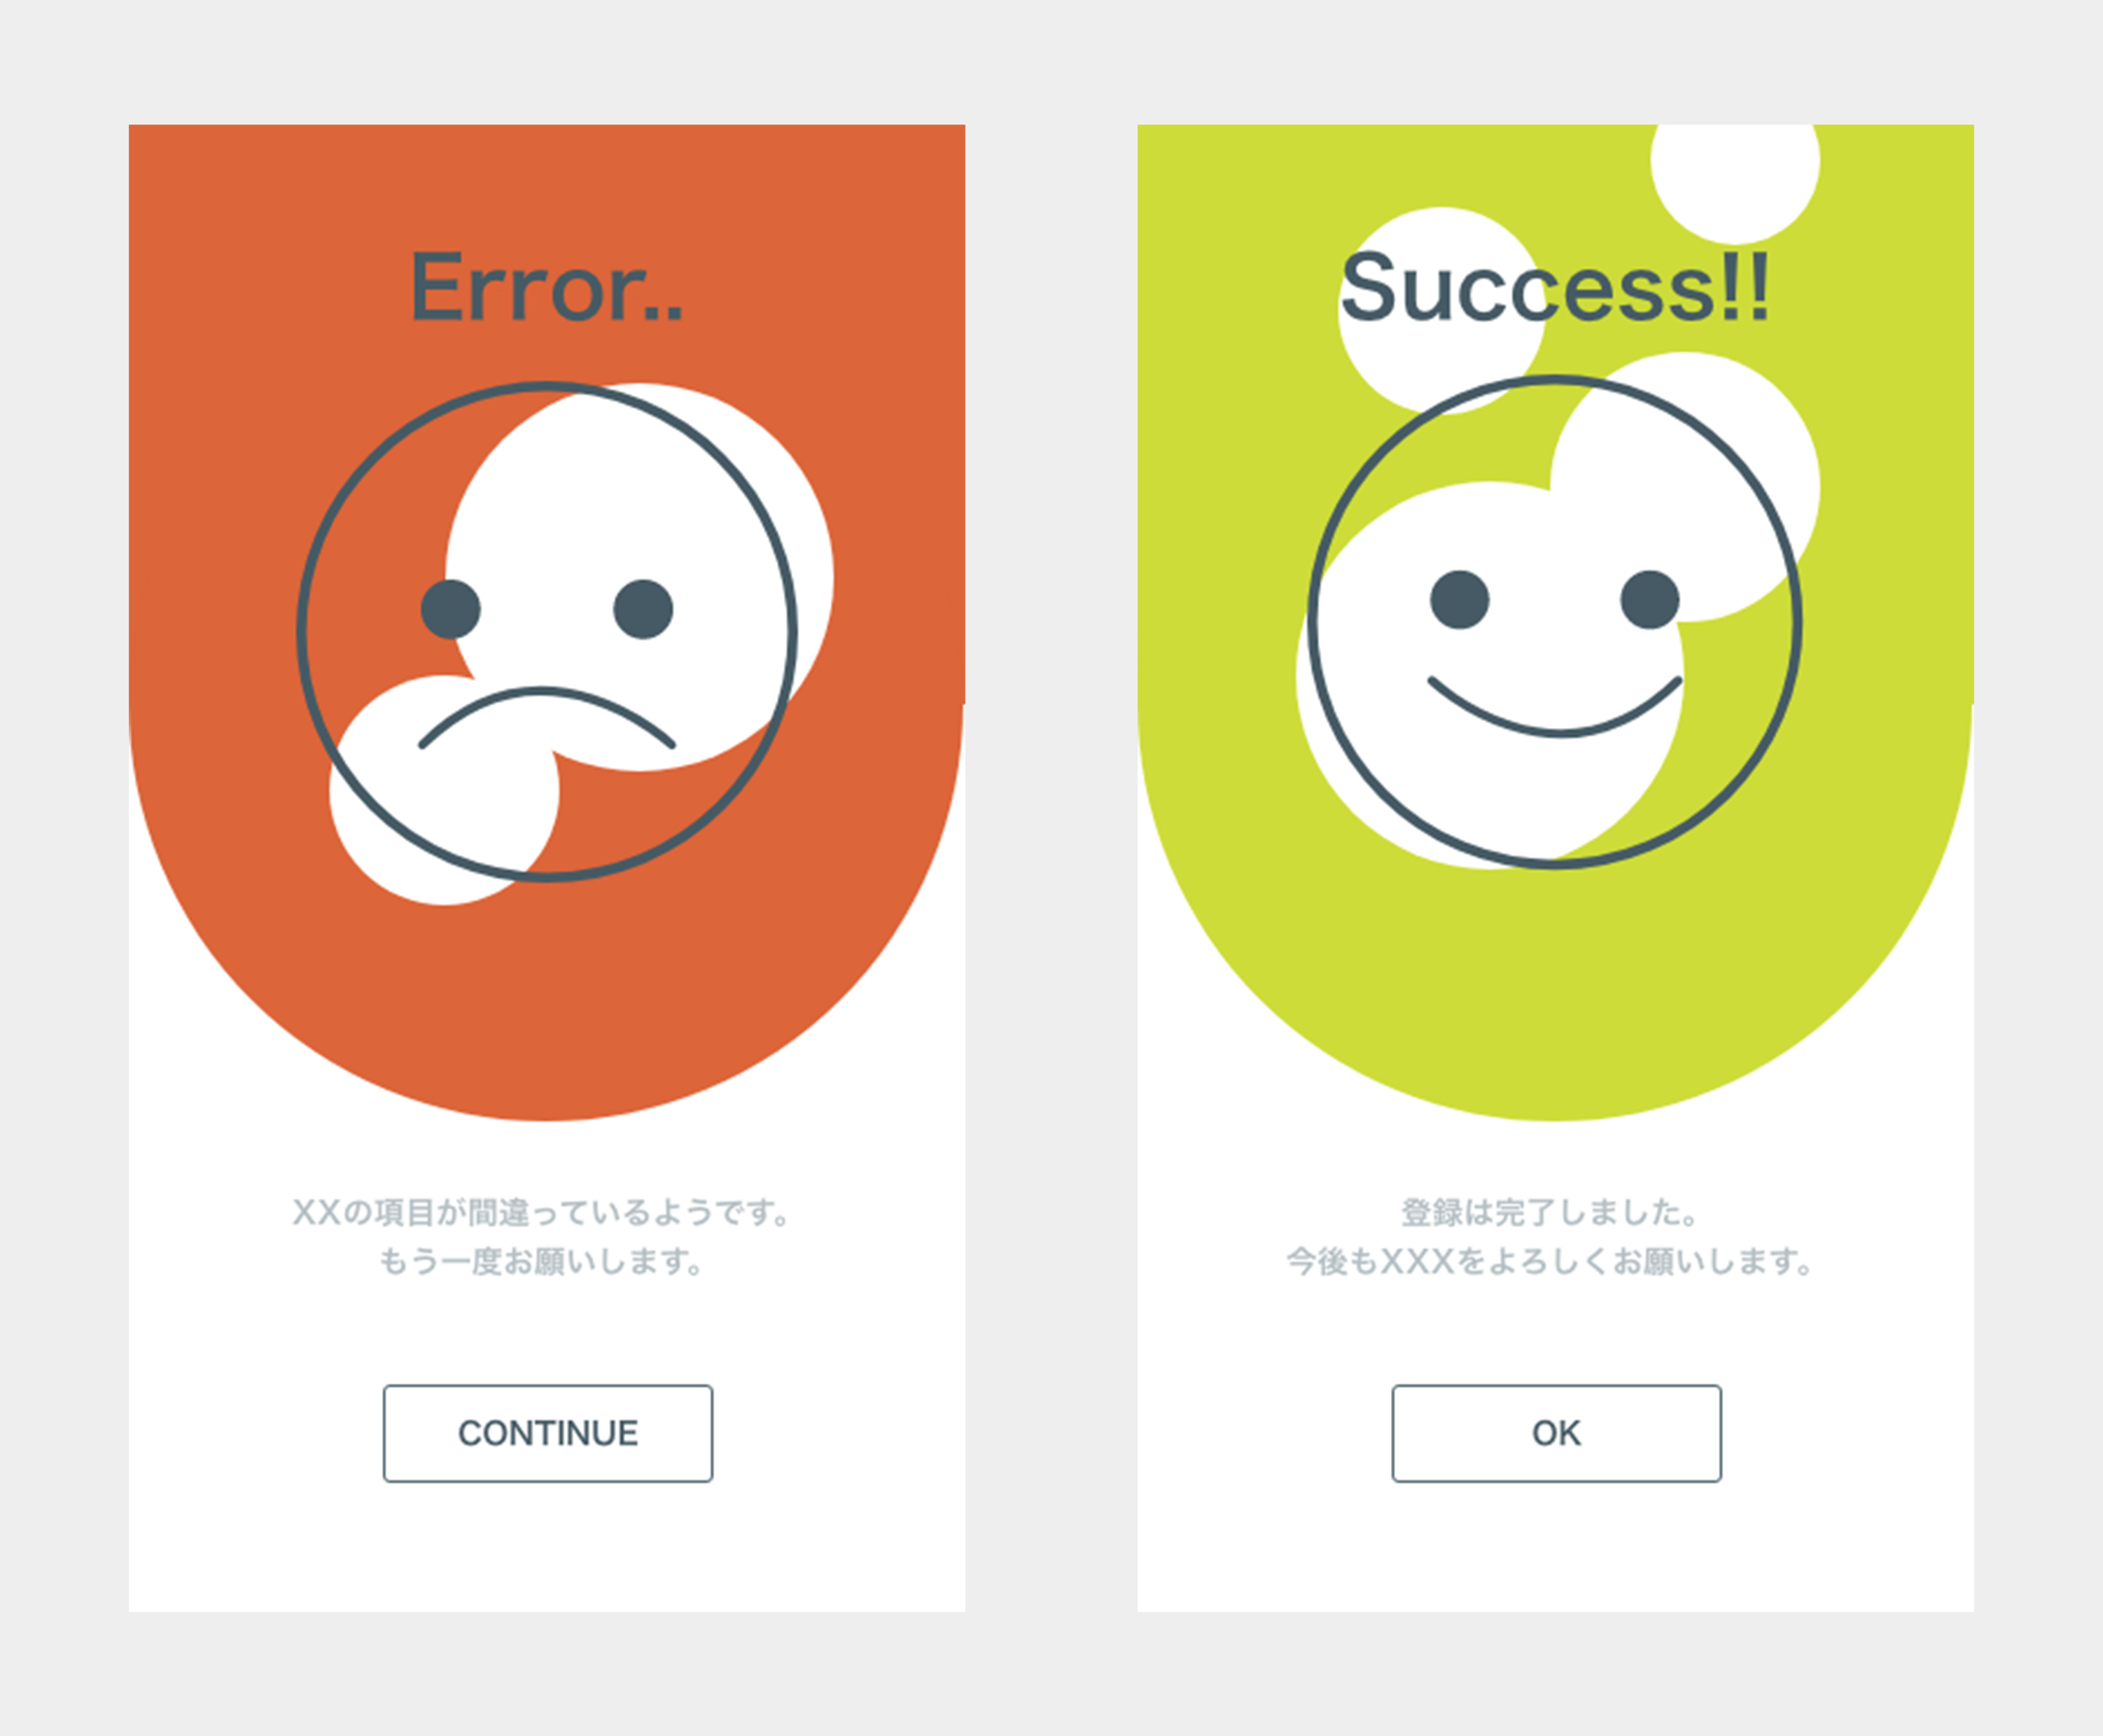 Error..
XXの項目が間違っているようです。
もう一度お願いします。
CONTINUE
Success!!
登録は完了しました。
今後もXXXをよろしくお願いします。
OK